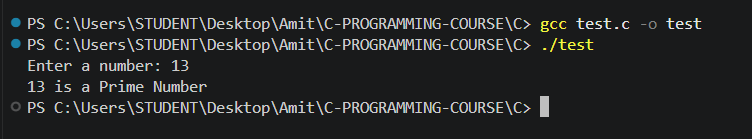 PS C:\Users\STUDENT\Desktop\Amit\C-PROGRAMMING-COURSE\C> gcc test.c -o test
PS C:\Users\STUDENT\Desktop\Amit\C-PROGRAMMING-COURSE\C> ./test
Enter a number: 13
13 is a Prime Number
PS C:\Users\STUDENT\Desktop\Amit\C-PROGRAMMING-COURSE\C>